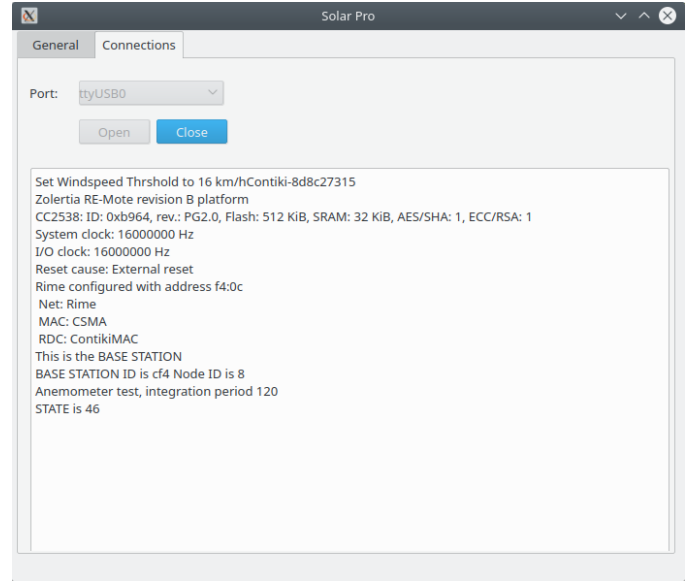 Solar Pro
General
Connections
Port:
ttyUSB0
Open
Close
Set Windspeed Thrshold to 16 km/hContiki-8d8c27315
Zolertia RE-Mote revision B platform
CC2538: ID: 0xb964, rev.: PG2.0, Flash: 512 KiB, SRAM: 32 KiB, AES/SHA: 1, ECC/RSA: 1
System clock: 16000000 Hz
I/O clock: 16000000 Hz
Reset cause: External reset
Rime configured with address f4:0c
Net: Rime
MAC: CSMA
RDC: ContikiMAC
This is the BASE STATION
BASE STATION ID is cf4 Node ID is 8
Anemometer test, integration period 120
STATE is 46